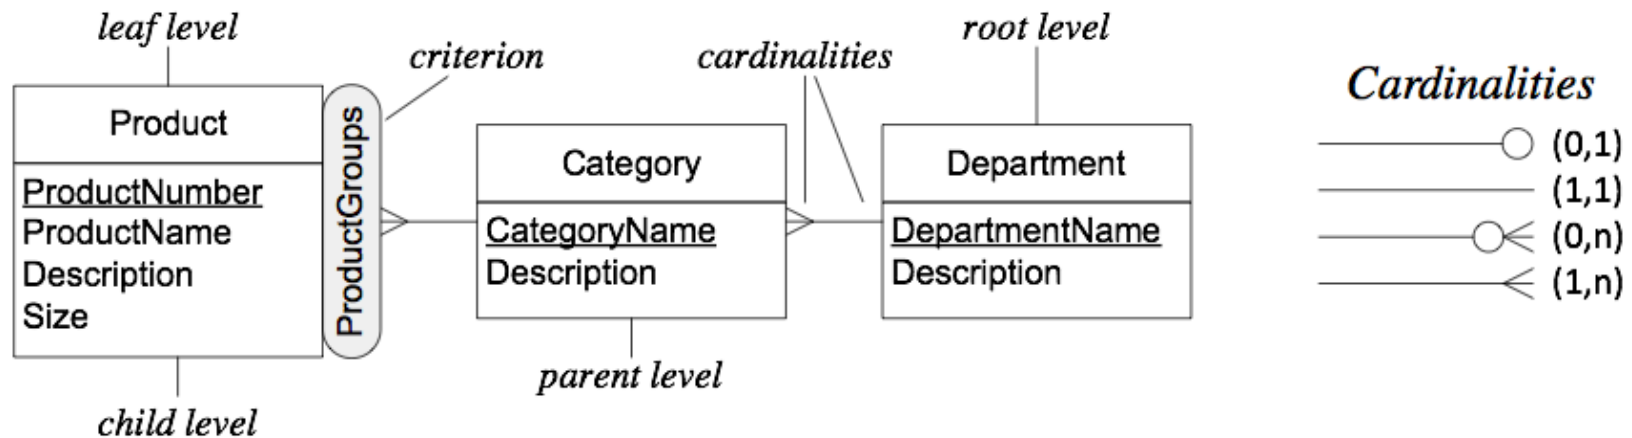 leaf level
criterion
cardinalities
root level
Product
ProductNumber
ProductName
Description
Size
ProductGroups
child level
Category
CategoryName
Description
parent level
Department
DepartmentName
Description
Cardinalities
(0,1)
(1,1)
(0,n)
(1,n)